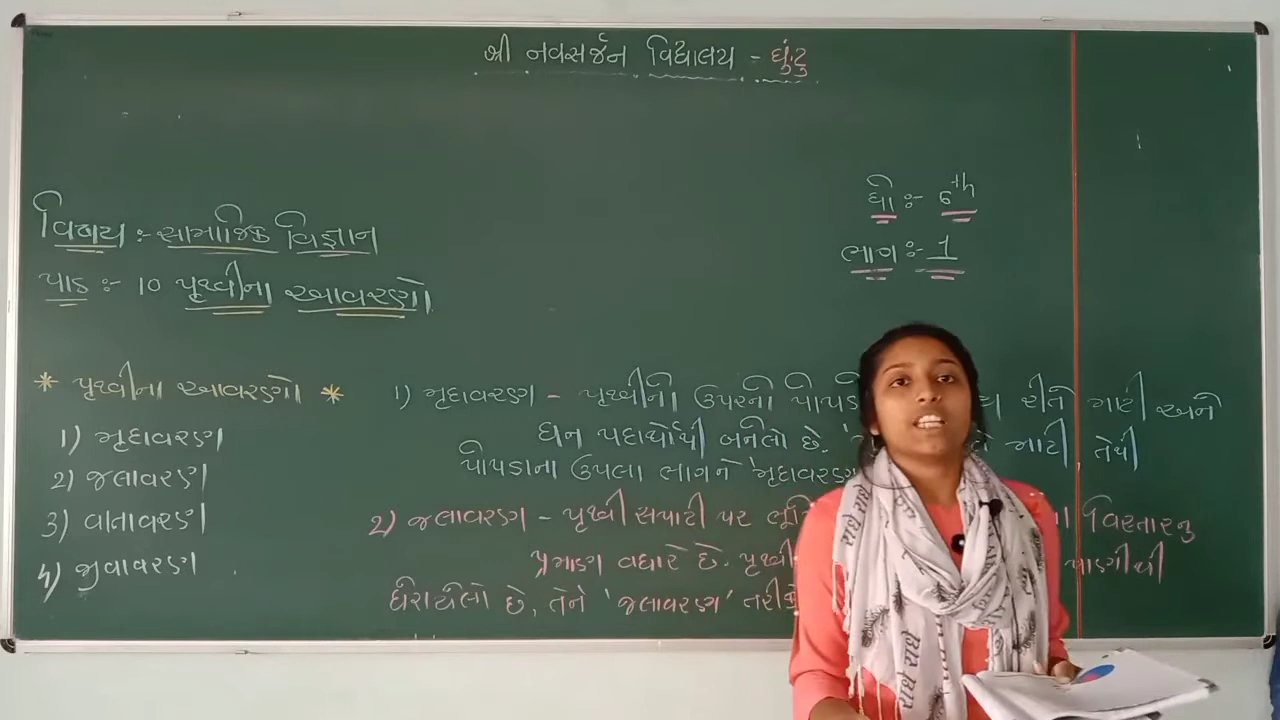 શ્રી નવસર્જન વિદ્યાલય - ઘુંટુ
ધો :- 6th
વિષય :- સામાજિક વિજ્ઞાન
ભાગ :- 1
પાઠ :- 10 પૃથ્વીના આવરણો
* પૃથ્વીના આવરણો *
1) મૃદાવરણ
2) જલાવરણ
3) વાતાવરણ
4) જીવાવરણ
1) મૃદાવરણ - પૃથ્વીની ઉપરનો રીતે માટી અને
ઘન પદાર્થોથી બનેલો છે. માટી તેથી
પોપડાના ઉપલા ભાગને 'મૃદાવરણ
2) જલાવરણ - પૃથ્વી સપાટી પર વિસ્તારનુ
પ્રમાણ વધારે છે. પૃથ્વી પાણીથી
ઘેરાયેલો છે, તેને 'જલાવરણ' તરીકે